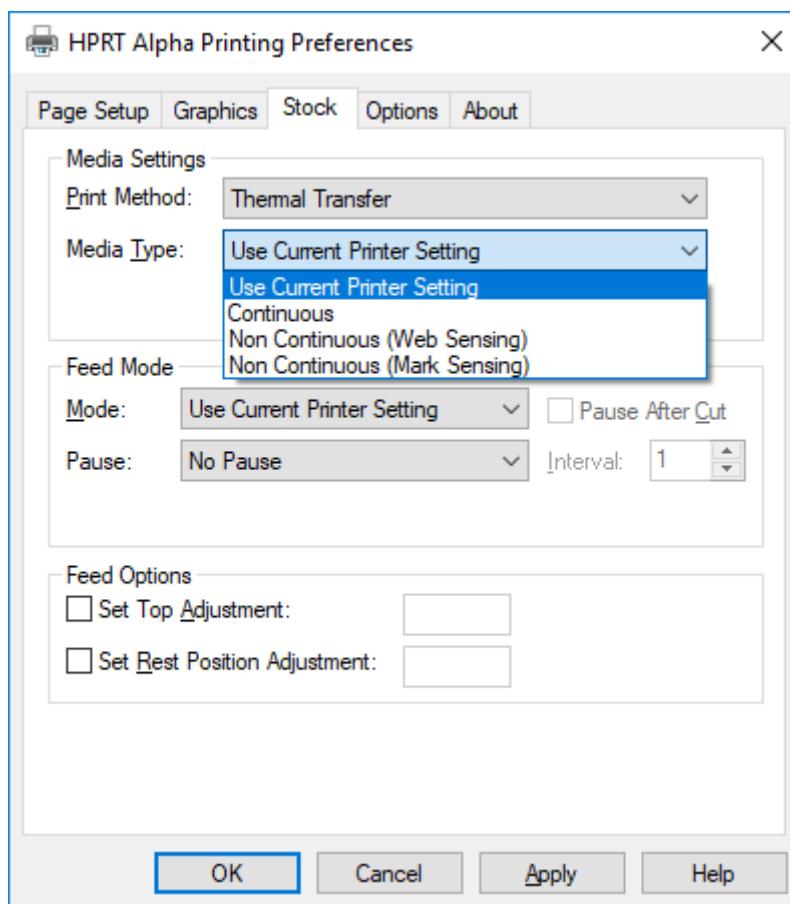 HPRT Alpha Printing Preferences
Page Setup Graphics Stock Options About
Media Settings
Print Method: Thermal Transfer
Media Type: Use Current Printer Setting
Use Current Printer Setting
Continuous
Non Continuous (Web Sensing)
Non Continuous (Mark Sensing)
Feed Mode
Mode: Use Current Printer Setting Pause After Cut
Pause: No Pause Interval: 1
Feed Options
Set Top Adjustment:
Set Rest Position Adjustment:
OK Cancel Apply Help